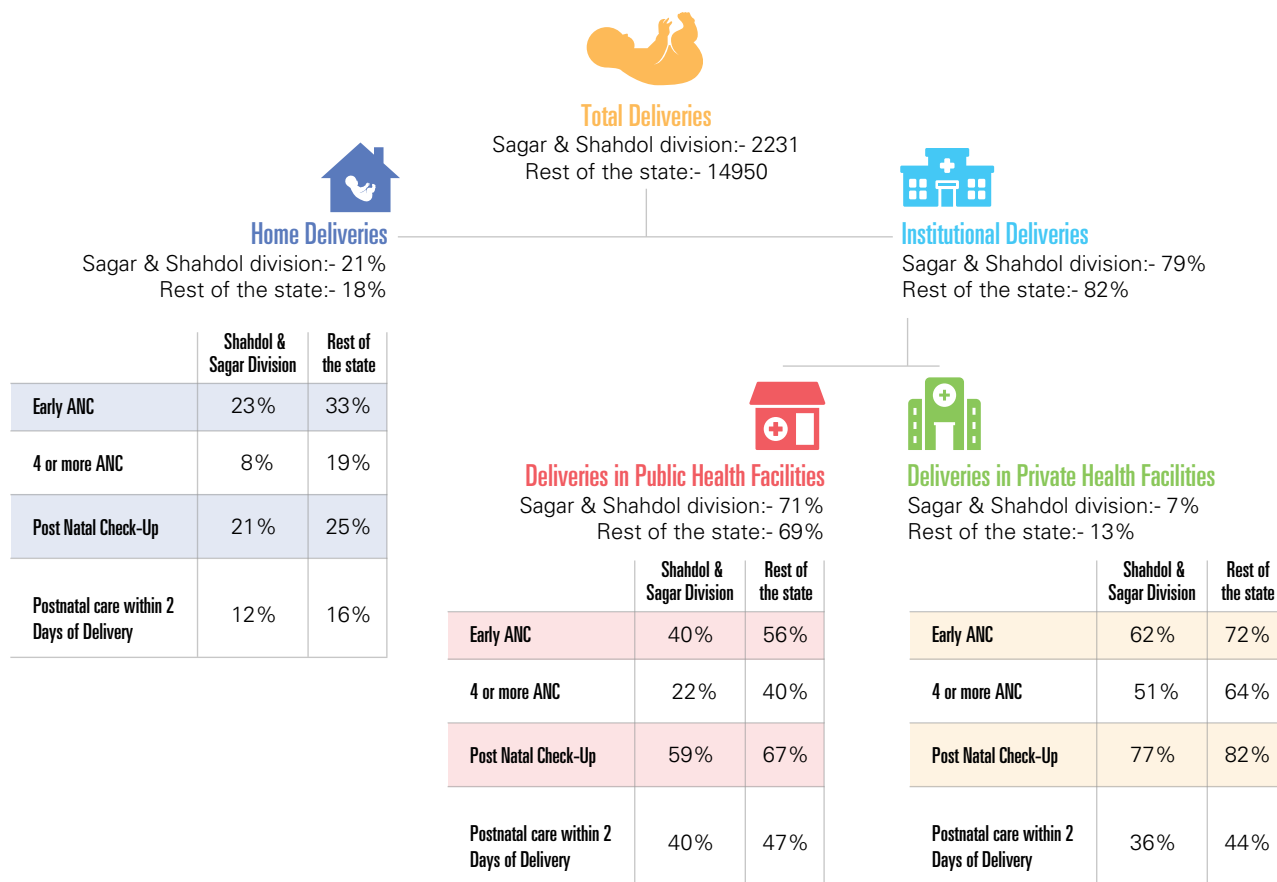 Total Deliveries
Sagar & Shahdol division:- 2231
Rest of the state:- 14950
Home Deliveries
Sagar & Shahdol division:- 21%
Rest of the state:- 18%
Institutional Deliveries
Sagar & Shahdol division:- 79%
Rest of the state:- 82%
Shahdol & Rest of
Sagar Division the state
Early ANC 23% 33%
4 or more ANC 8% 19%
Post Natal Check-Up 21% 25%
Postnatal care within 2
Days of Delivery 12% 16%
Deliveries in Public Health Facilities
Sagar & Shahdol division:- 71%
Rest of the state:- 69%
Shahdol & Rest of
Sagar Division the state
Early ANC 40% 56%
4 or more ANC 22% 40%
Post Natal Check-Up 59% 67%
Postnatal care within 2
Days of Delivery 40% 47%
Deliveries in Private Health Facilities
Sagar & Shahdol division:- 7%
Rest of the state:- 13%
Shahdol & Rest of
Sagar Division the state
Early ANC 62% 72%
4 or more ANC 51% 64%
Post Natal Check-Up 77% 82%
Postnatal care within 2
Days of Delivery 36% 44%